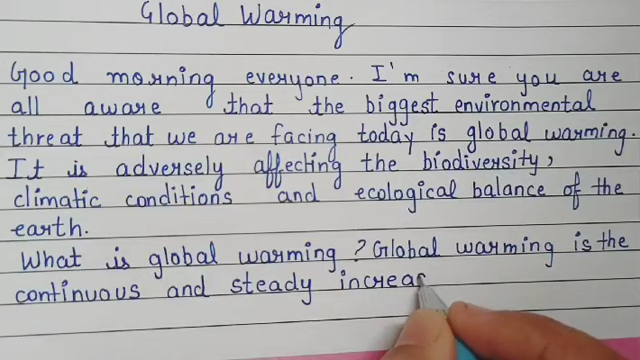 Global Warming
Good morning everyone. I'm sure you are
all aware that the biggest environmental
threat that we are facing today is global warming.
It is adversely affecting the biodiversity,
climatic conditions and ecological balance of the
earth.
What is global warming? Global warming is the
continuous and steady increas